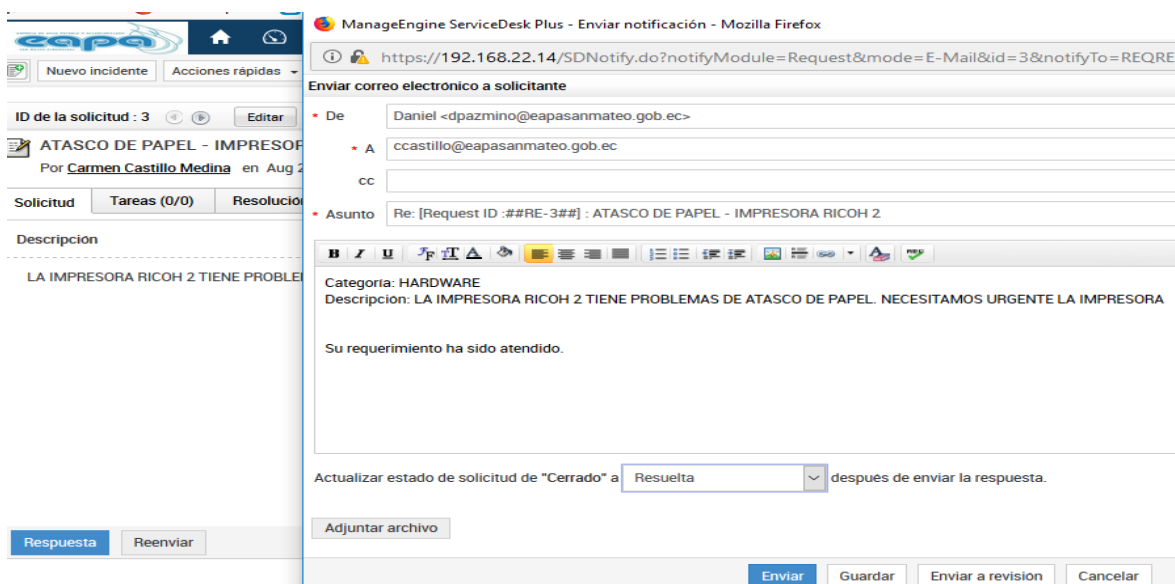 ManageEngine ServiceDesk Plus - Enviar notificación - Mozilla Firefox
eapa
https://192.168.22.14/SDNotify.do?notifyModule=Request&mode=E-Mail&id=3&notifyTo=REQRE
Nuevo incidente Acciones rápidas
Enviar correo electrónico a solicitante
ID de la solicitud : 3 Editar
* De Daniel <dpazmino@eapasanmateo.gob.ec>
ATASCO DE PAPEL - IMPRESOR
* A ccastillo@eapasanmateo.gob.ec
Por Carmen Castillo Medina en Aug 2
cc
Solicitud Tareas (0/0) Resolución
* Asunto Re: [Request ID :##RE-3##] : ATASCO DE PAPEL - IMPRESORA RICOH 2
Descripción
B I U
LA IMPRESORA RICOH 2 TIENE PROBLE
Categoría: HARDWARE
Descripción: LA IMPRESORA RICOH 2 TIENE PROBLEMAS DE ATASCO DE PAPEL. NECESITAMOS URGENTE LA IMPRESORA
Su requerimiento ha sido atendido.
Actualizar estado de solicitud de "Cerrado" a Resuelta después de enviar la respuesta.
Adjuntar archivo
Respuesta Reenviar
Enviar Guardar Enviar a revisión Cancelar